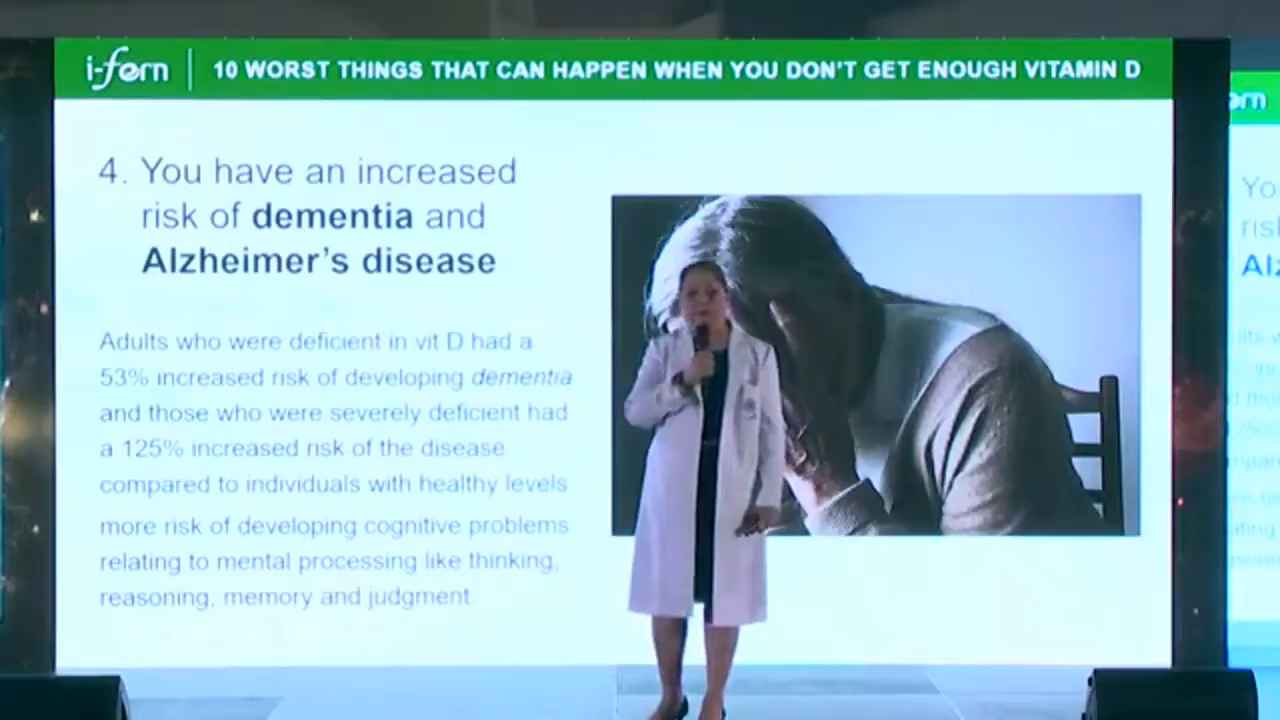 i-fern
10 WORST THINGS THAT CAN HAPPEN WHEN YOU DON'T GET ENOUGH VITAMIN D
4. You have an increased
risk of dementia and
Alzheimer's disease
Adults who were deficient in vit D had a
53% increased risk of developing dementia
and those who were severely deficient had
a 125% increased risk of the disease
compared to individuals with healthy levels
more risk of developing cognitive problems
relating to mental processing like thinking,
reasoning, memory and judgment.